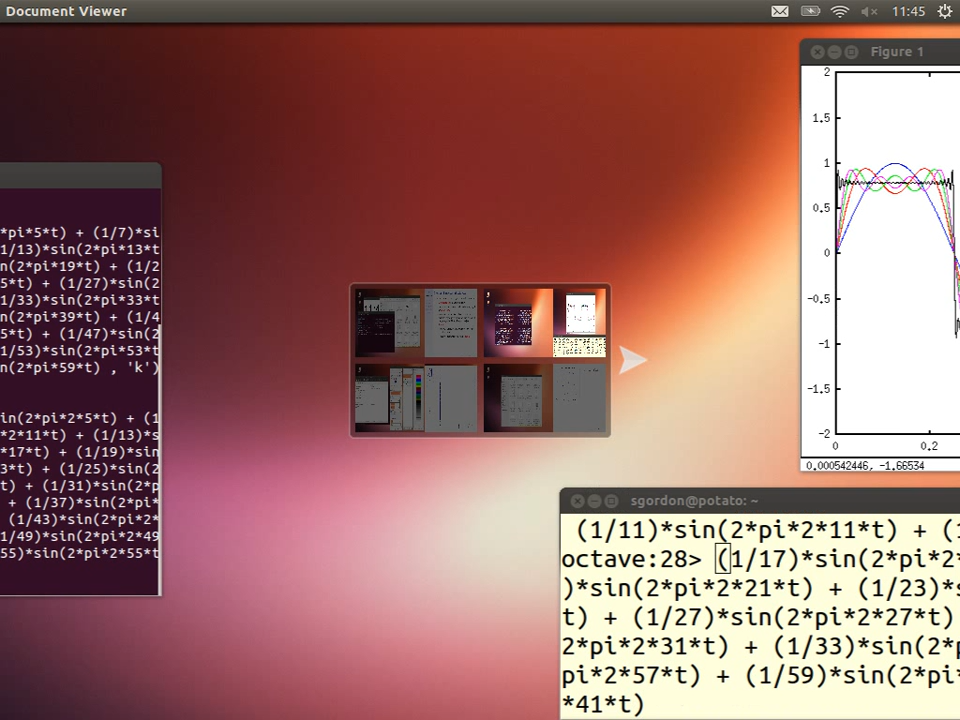 Document Viewer
11:45
Figure 1
2
1.5
1
0.5
0
-0.5
-1
-1.5
-2
0
0.2
0.000542446, -1.66534
*pi*5*t) + (1/7)*si
1/13)*sin(2*pi*13*t
n(2*pi*19*t) + (1/2
5*t) + (1/27)*sin(2
1/33)*sin(2*pi*33*t
n(2*pi*39*t) + (1/4
5*t) + (1/47)*sin(2
1/53)*sin(2*pi*53*t
n(2*pi*59*t) , 'k')
in(2*pi*2*5*t) + (1
*2*11*t) + (1/13)*s
*17*t) + (1/19)*sin
3*t) + (1/25)*sin(2
t) + (1/31)*sin(2*p
+ (1/37)*sin(2*pi*
(1/43)*sin(2*pi*2*
1/49)*sin(2*pi*2*49
55)*sin(2*pi*2*55*t
sgordon@potato: ~
(1/11)*sin(2*pi*2*11*t) + (1
octave:28> (1/17)*sin(2*pi*2*
)*sin(2*pi*2*21*t) + (1/23)*s
t) + (1/27)*sin(2*pi*2*27*t)
2*pi*2*31*t) + (1/33)*sin(2*p
pi*2*57*t) + (1/59)*sin(2*pi*
*41*t)